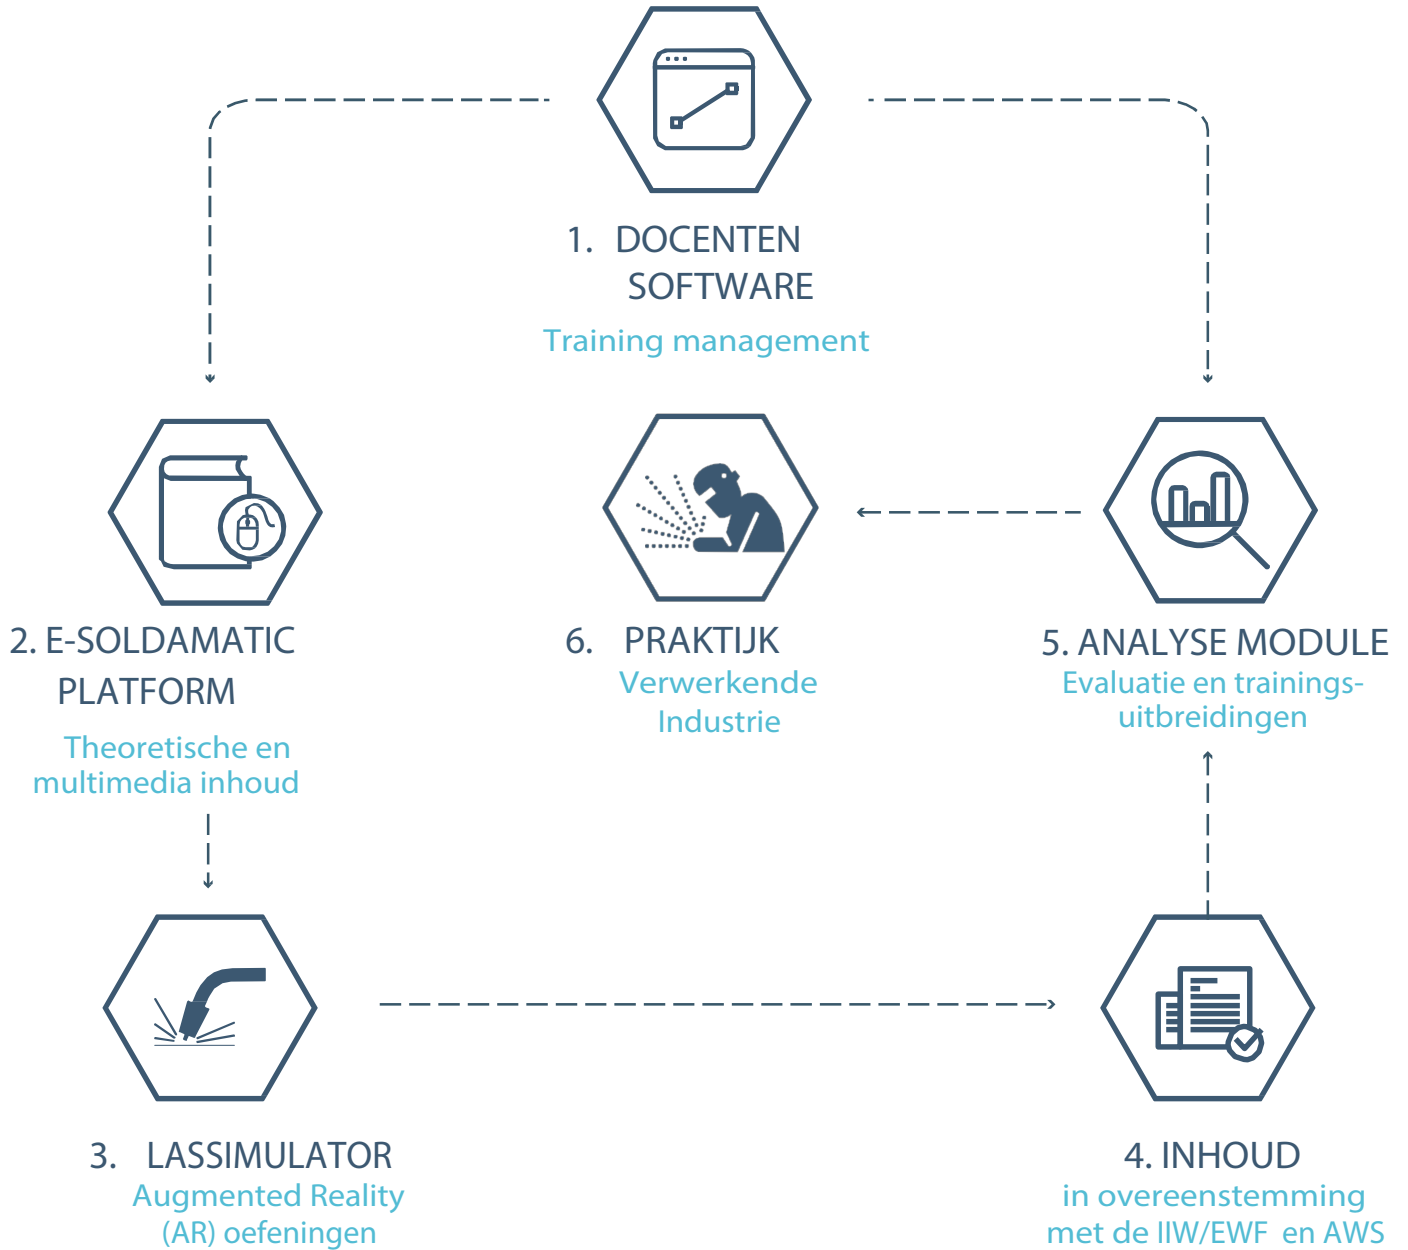 1. DOCENTEN
SOFTWARE
Training management
2. E-SOLDAMATIC
PLATFORM
Theoretische en
multimedia inhoud
6. PRAKTIJK
Verwerkende
Industrie
5. ANALYSE MODULE
Evaluatie en trainings-
uitbreidingen
3. LASSIMULATOR
Augmented Reality
(AR) oefeningen
4. INHOUD
in overeenstemming
met de IIW/EWF en AWS